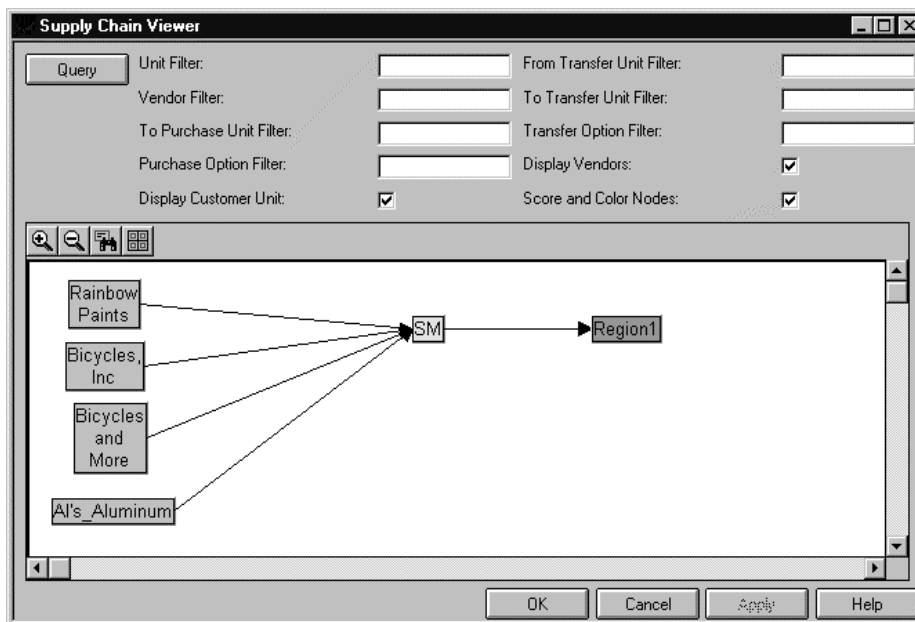 Supply Chain Viewer
Query
Unit Filter:
From Transfer Unit Filter:
Vendor Filter:
To Transfer Unit Filter:
To Purchase Unit Filter:
Transfer Option Filter:
Purchase Option Filter:
Display Vendors:
Display Customer Unit:
Score and Color Nodes:
Rainbow
Paints
SM
Region1
Bicycles,
Inc
Bicycles
and
More
Al's_Aluminum
OK
Cancel
Apply
Help